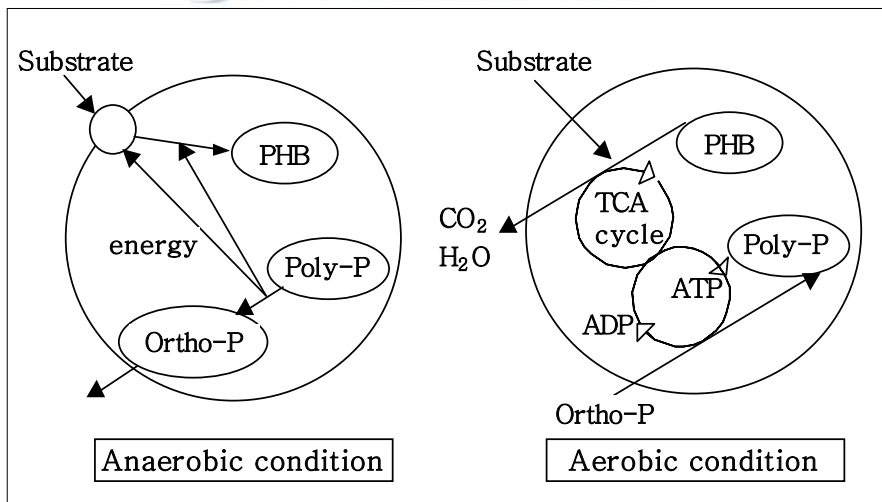 Substrate
PHB
energy
Poly-P
Ortho-P
Anaerobic condition
Substrate
PHB
TCA
cycle
CO₂
H₂O
Poly-P
ATP
ADP
Ortho-P
Aerobic condition